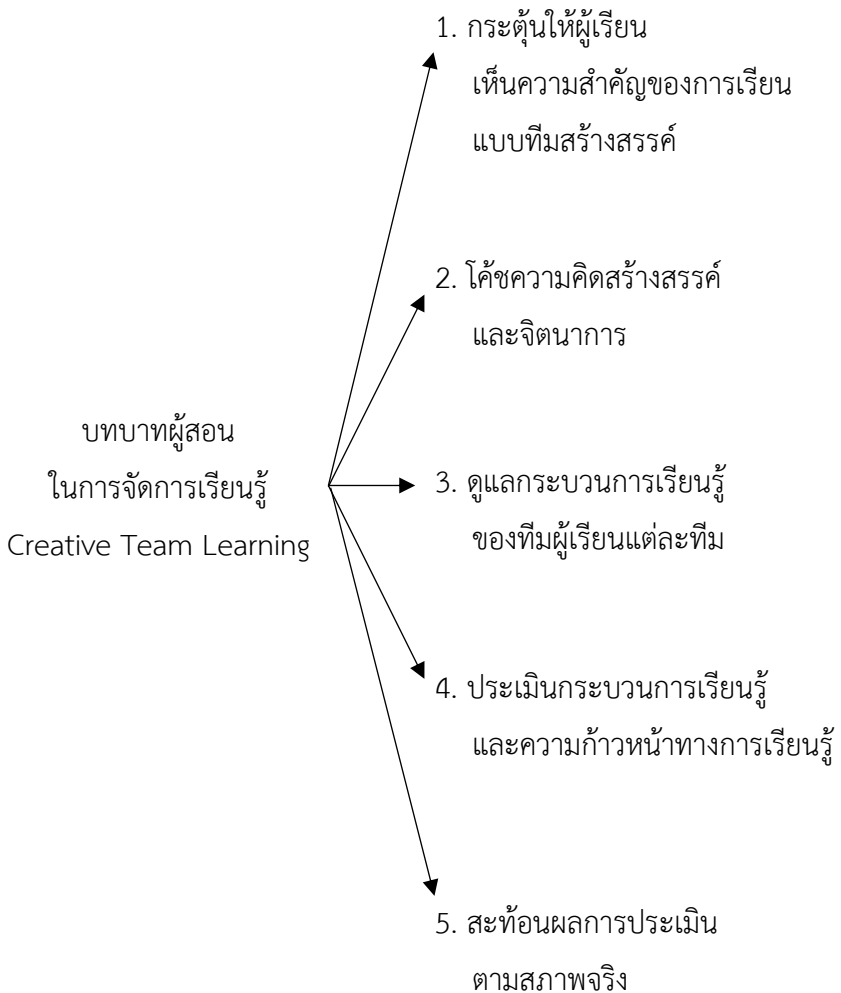 1. กระตุ้นให้ผู้เรียน
เห็นความสำคัญของการเรียน
แบบทีมสร้างสรรค์
2. โค้ชความคิดสร้างสรรค์
และจิตนาการ
บทบาทผู้สอน
ในการจัดการเรียนรู้
Creative Team Learning
3. ดูแลกระบวนการเรียนรู้
ของทีมผู้เรียนแต่ละทีม
4. ประเมินกระบวนการเรียนรู้
และความก้าวหน้าทางการเรียนรู้
5. สะท้อนผลการประเมิน
ตามสภาพจริง